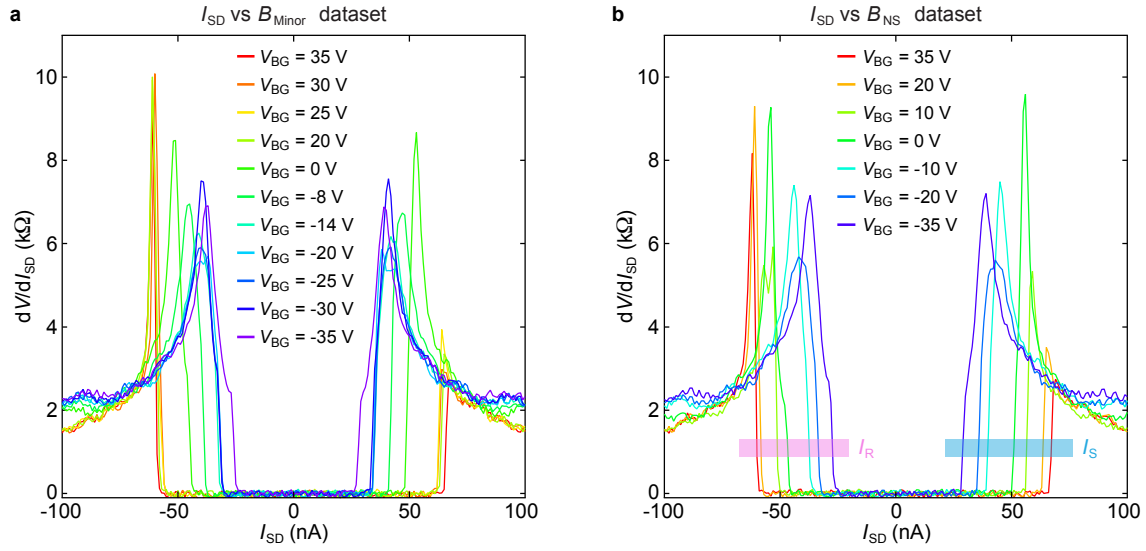 a
I_SD vs B_Minor dataset
10
8
6
4
2
0
dV/dI_SD (kΩ)
-100
-50
0
50
100
I_SD (nA)
V_BG = 35 V
V_BG = 30 V
V_BG = 25 V
V_BG = 20 V
V_BG = 0 V
V_BG = -8 V
V_BG = -14 V
V_BG = -20 V
V_BG = -25 V
V_BG = -30 V
V_BG = -35 V
b
I_SD vs B_NS dataset
10
8
6
4
2
0
dV/dI_SD (kΩ)
-100
-50
0
50
100
I_SD (nA)
V_BG = 35 V
V_BG = 20 V
V_BG = 10 V
V_BG = 0 V
V_BG = -10 V
V_BG = -20 V
V_BG = -35 V
I_R
I_S